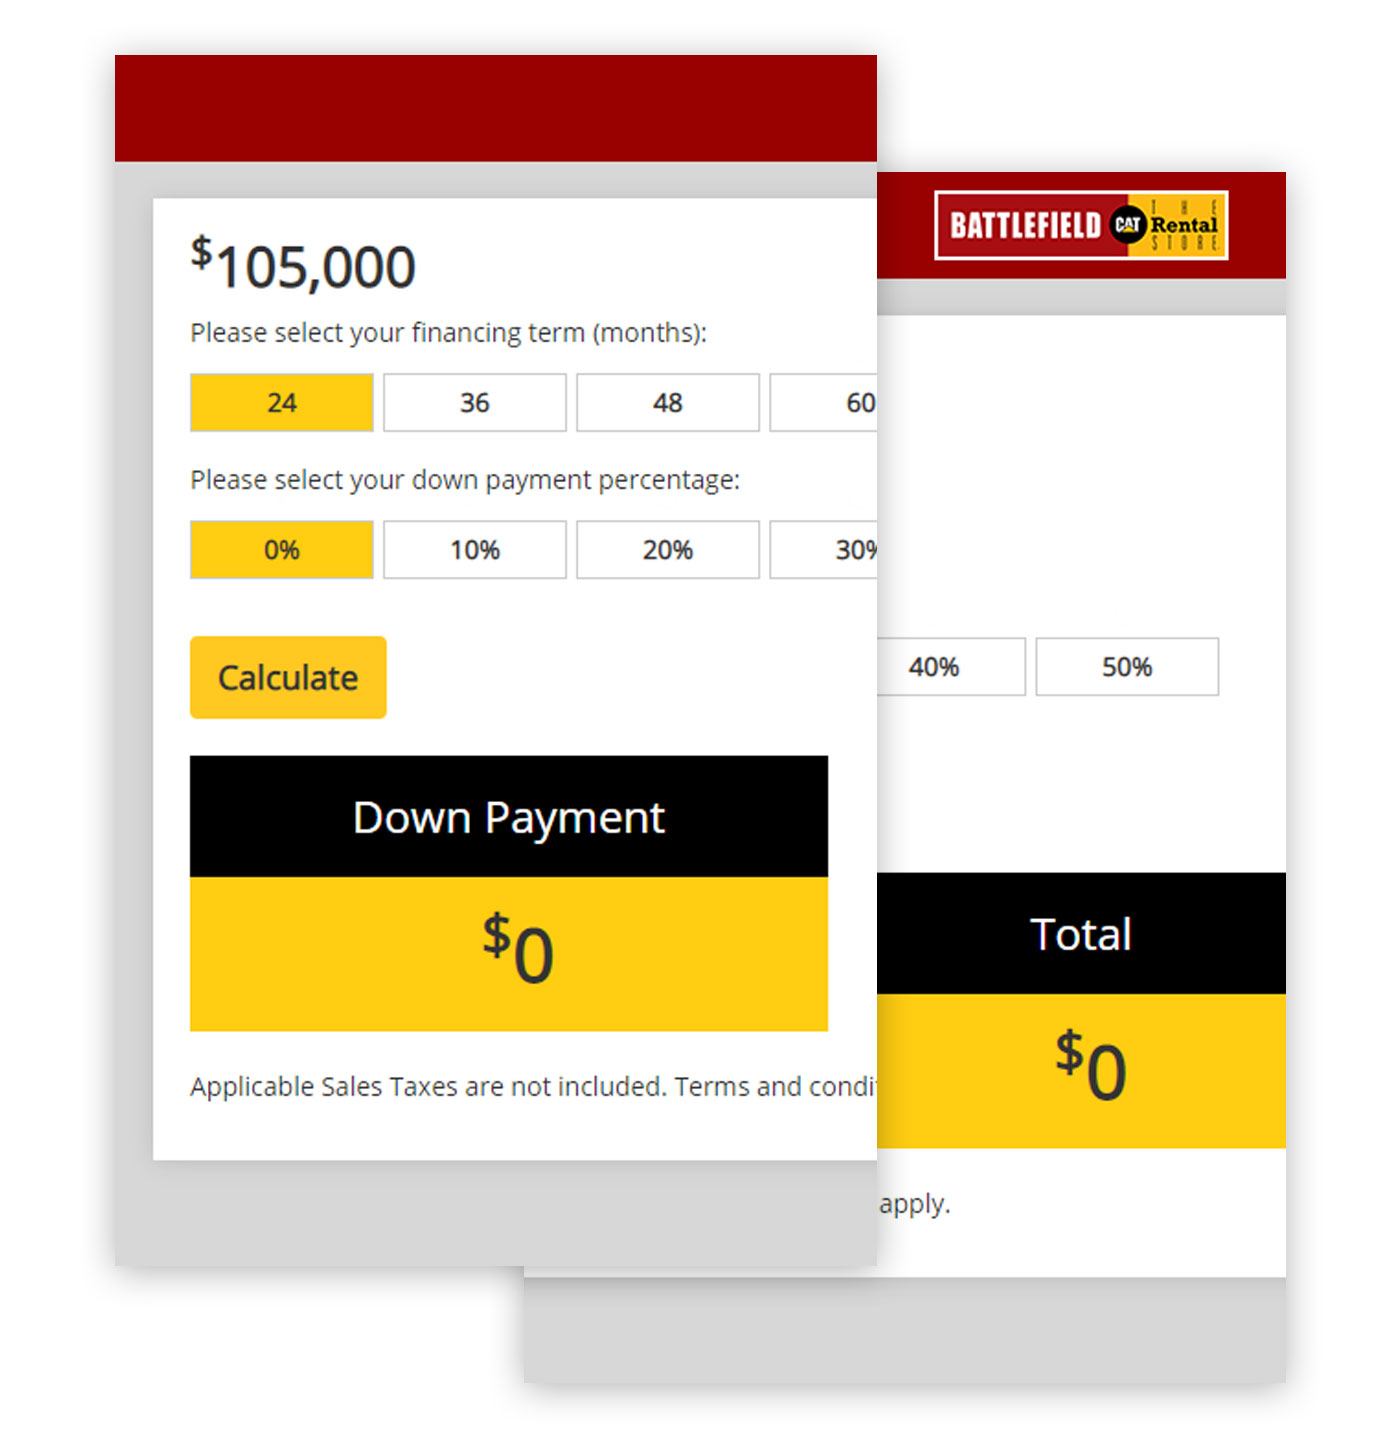 $105,000
Please select your financing term (months):
24 36 48 60
Please select your down payment percentage:
0% 10% 20% 30%
Calculate
Down Payment
$0
Applicable Sales Taxes are not included. Terms and condi
BATTLEFIELD CAT THE Rental STORE
40% 50%
Total
$0
apply.